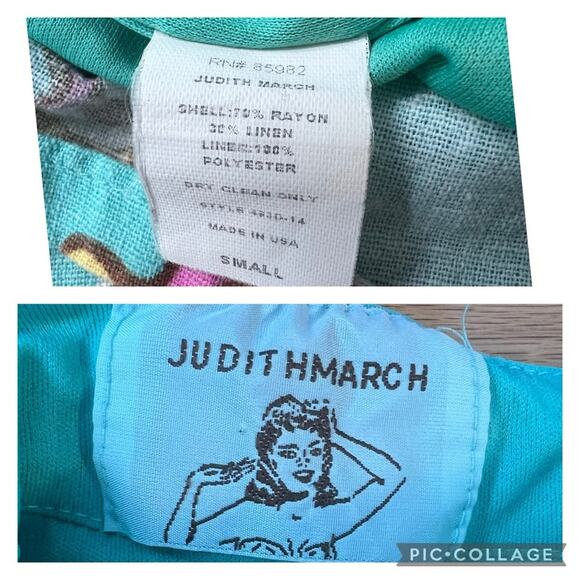 RN# 85982
JUDITH MARCH
SHELL:70% RAYON
30% LINEN
LINER:100%
POLYESTER
DRY CLEAN ONLY
MADE IN USA
SMALL
JUDITHMARCH
PIC•COLLAGE